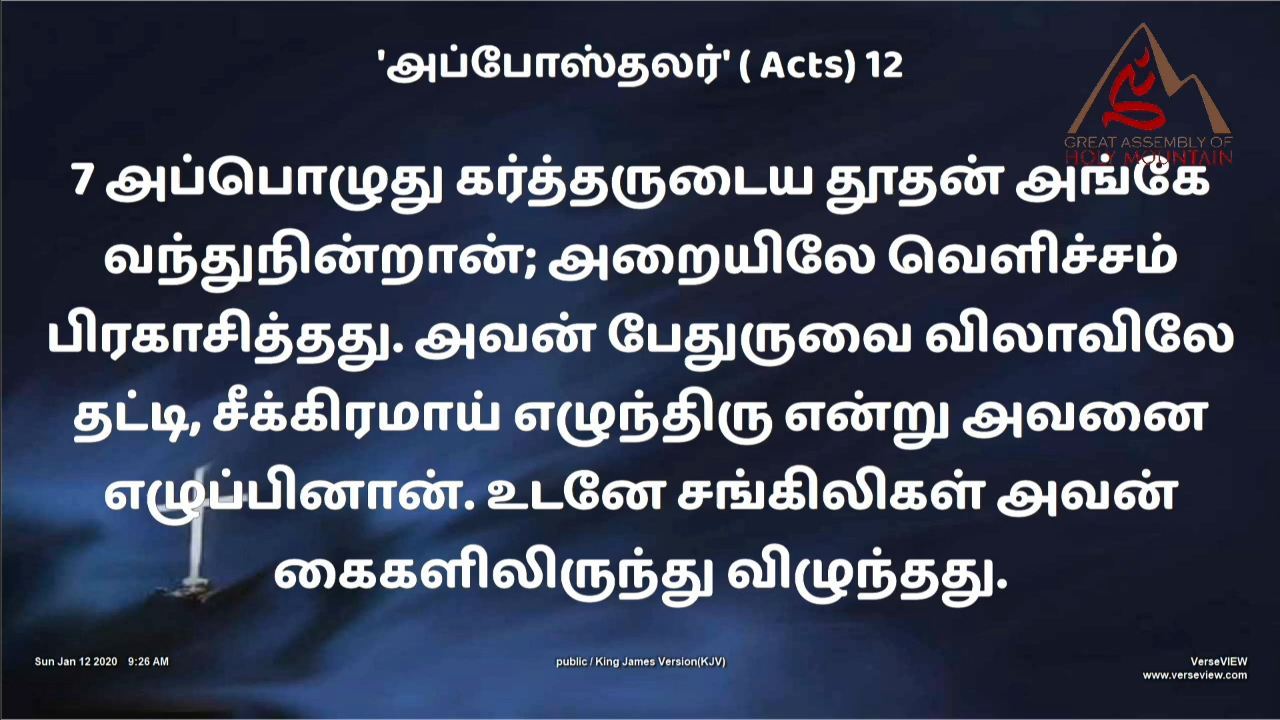 'அப்போஸ்தலர்' ( Acts) 12
GREAT ASSEMBLY OF
HOLY MOUNTAIN
7 அப்பொழுது கர்த்தருடைய தூதன் அங்கே
வந்துநின்றான்; அறையிலே வெளிச்சம்
பிரகாசித்தது. அவன் பேதுருவை விலாவிலே
தட்டி, சீக்கிரமாய் எழுந்திரு என்று அவனை
எழுப்பினான். உடனே சங்கிலிகள் அவன்
கைகளிலிருந்து விழுந்தது.
Sun Jan 12 2020 9:26 AM
public / King James Version(KJV)
VerseVIEW
www.verseview.com